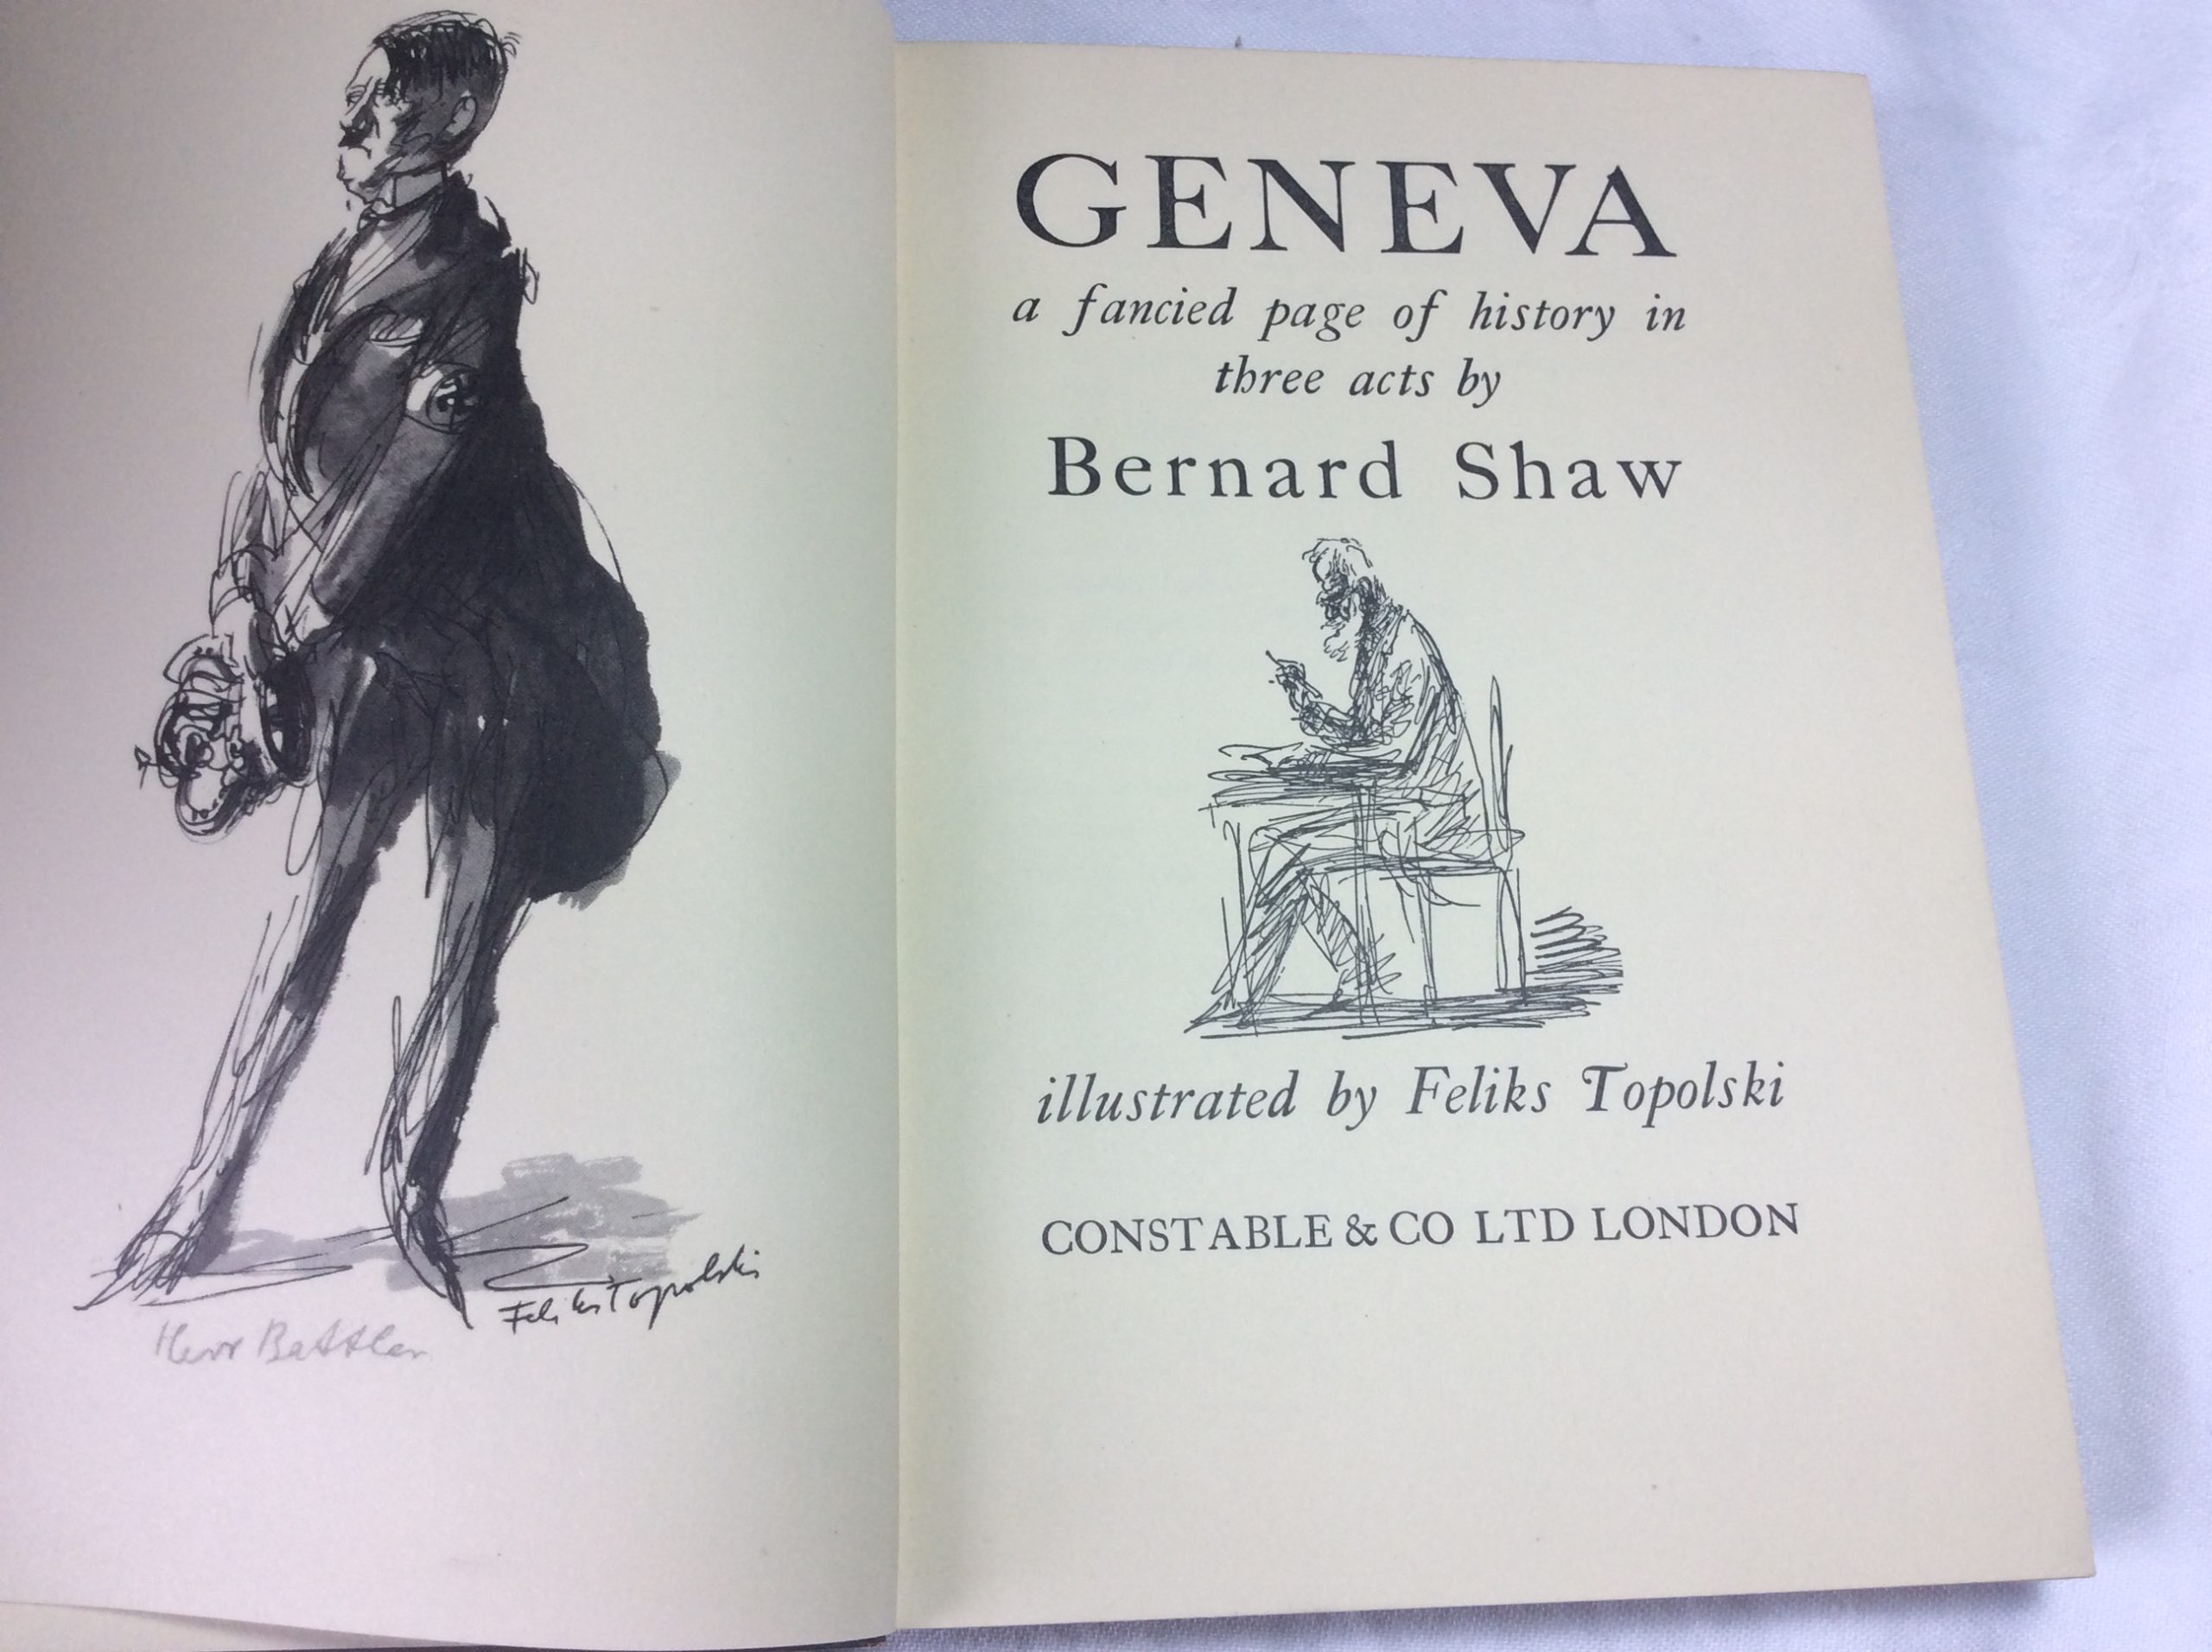 Feliks Topolski
Herr Battler
GENEVA
a fancied page of history in
three acts by
Bernard Shaw
illustrated by Feliks Topolski
CONSTABLE & CO LTD LONDON